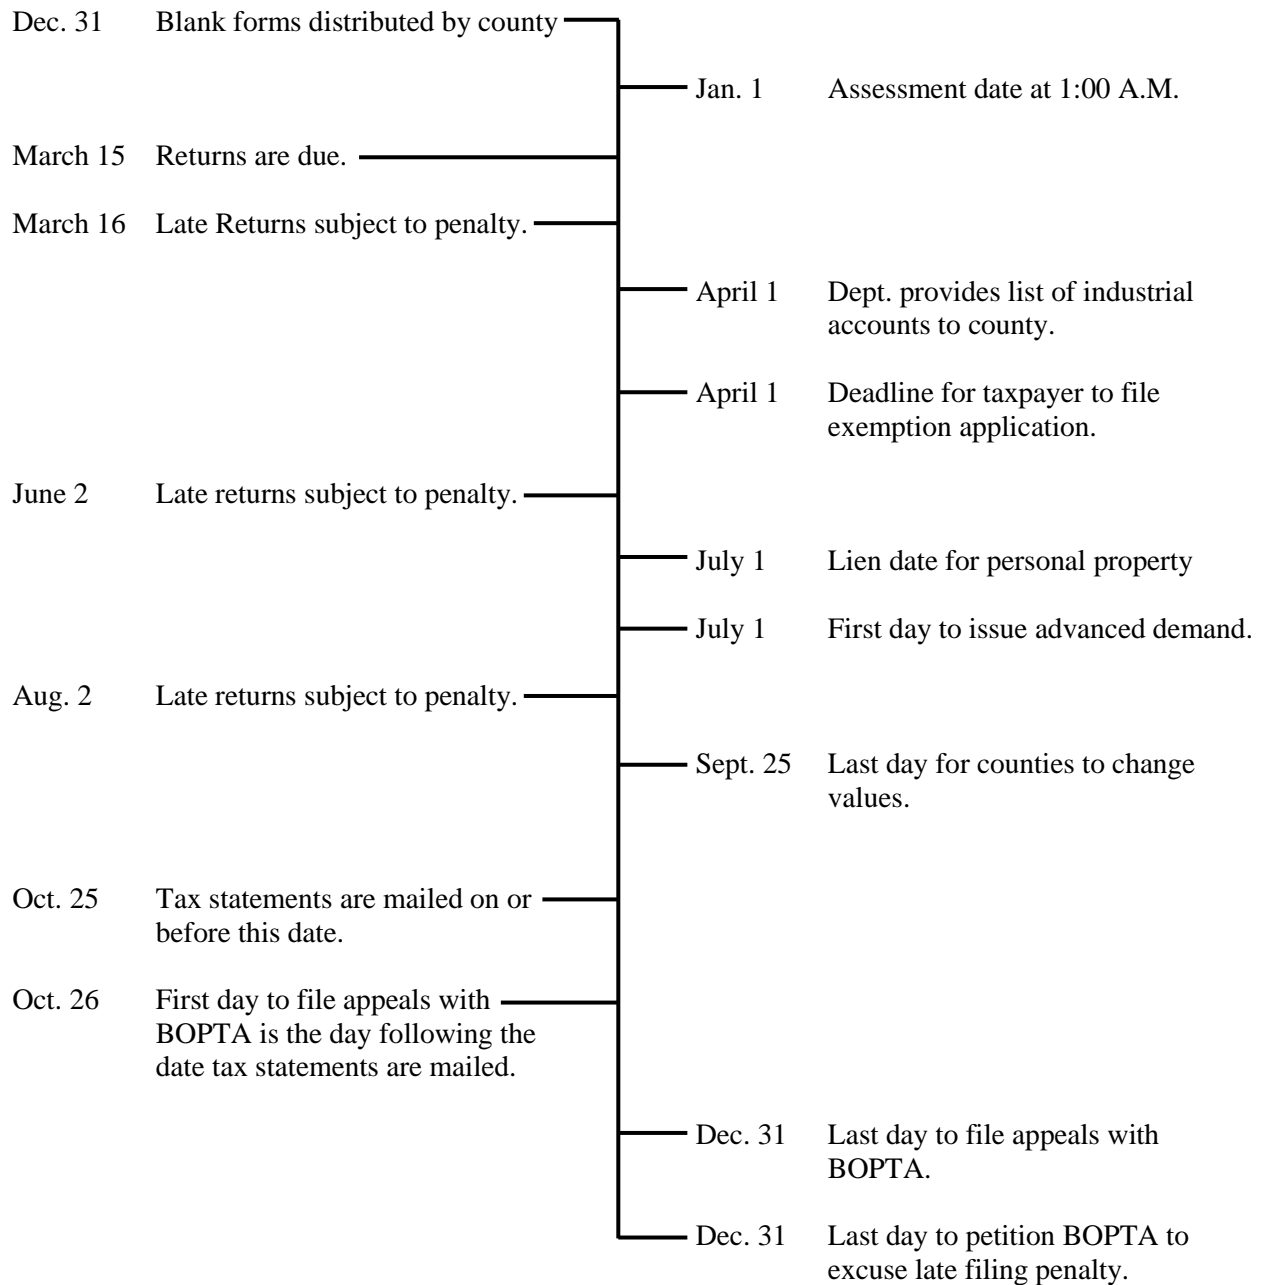 Dec. 31 Blank forms distributed by county
Jan. 1 Assessment date at 1:00 A.M.
March 15 Returns are due.
March 16 Late Returns subject to penalty.
April 1 Dept. provides list of industrial
accounts to county.
April 1 Deadline for taxpayer to file
exemption application.
June 2 Late returns subject to penalty.
July 1 Lien date for personal property
July 1 First day to issue advanced demand.
Aug. 2 Late returns subject to penalty.
Sept. 25 Last day for counties to change
values.
Oct. 25 Tax statements are mailed on or
before this date.
Oct. 26 First day to file appeals with
BOPTA is the day following the
date tax statements are mailed.
Dec. 31 Last day to file appeals with
BOPTA.
Dec. 31 Last day to petition BOPTA to
excuse late filing penalty.